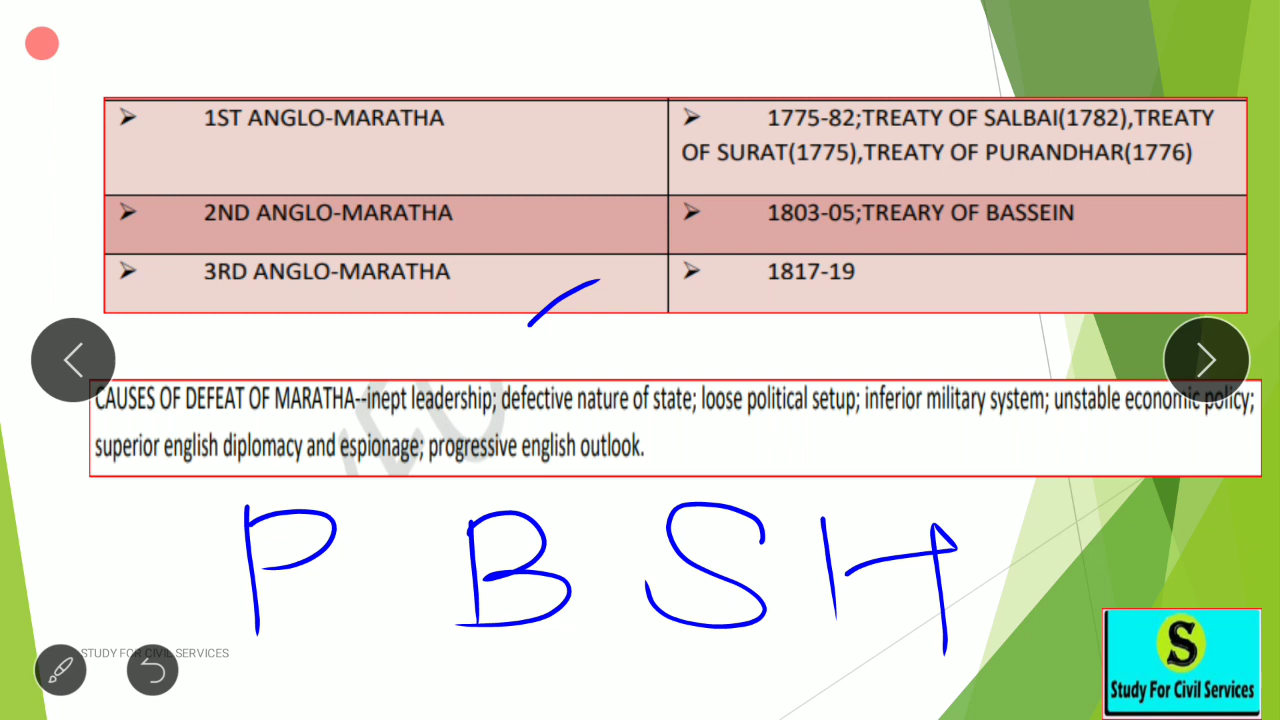 ➢ 1ST ANGLO-MARATHA
➢ 1775-82;TREATY OF SALBAI(1782),TREATY
OF SURAT(1775),TREATY OF PURANDHAR(1776)
➢ 2ND ANGLO-MARATHA
➢ 1803-05;TREARY OF BASSEIN
➢ 3RD ANGLO-MARATHA
➢ 1817-19
CAUSES OF DEFEAT OF MARATHA--inept leadership; defective nature of state; loose political setup; inferior military system; unstable economic policy;
superior english diplomacy and espionage; progressive english outlook.
P B S H
STUDY FOR CIVIL SERVICES
S
Study For Civil Services